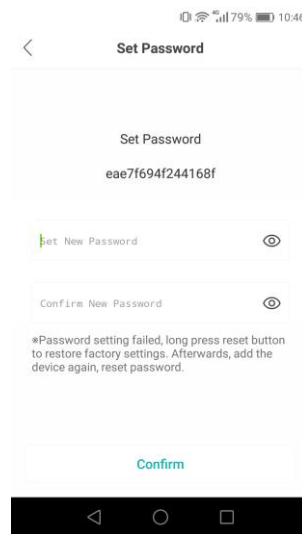 4G 79% 10:46
Set Password
Set Password
eae7f694f244168f
Set New Password
Confirm New Password
*Password setting failed, long press reset button
to restore factory settings. Afterwards, add the
device again, reset password.
Confirm